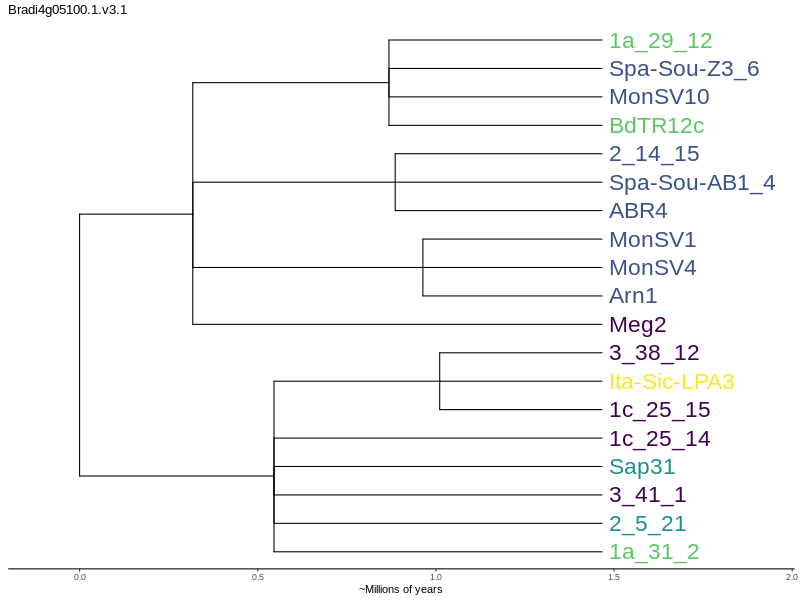 Bradi4g05100.1.v3.1
1a_29_12
Spa-Sou-Z3_6
MonSV10
BdTR12c
2_14_15
Spa-Sou-AB1_4
ABR4
MonSV1
MonSV4
Arn1
Meg2
3_38_12
Ita-Sic-LPA3
1c_25_15
1c_25_14
Sap31
3_41_1
2_5_21
1a_31_2
0.0 0.5 1.0 1.5 2.0
~Millions of years